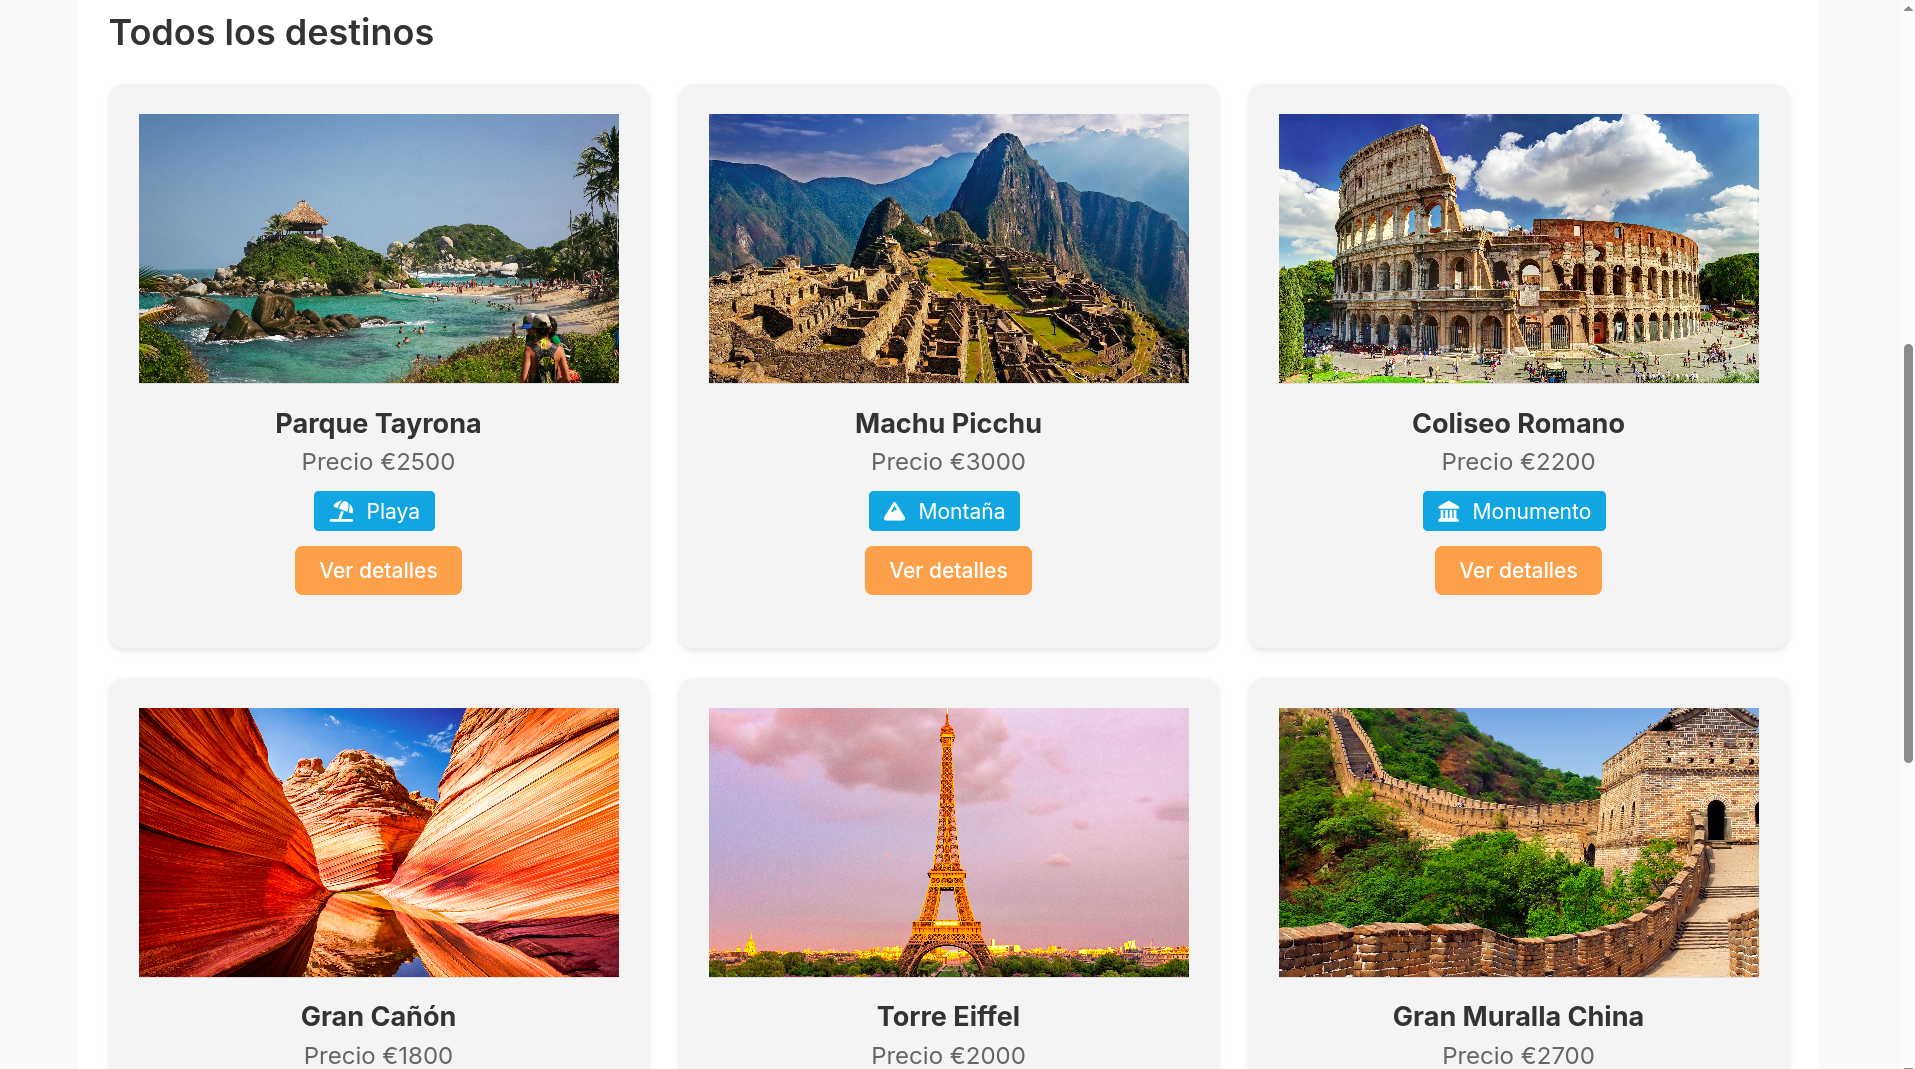 Todos los destinos
Parque Tayrona
Precio €2500
Playa
Ver detalles
Machu Picchu
Precio €3000
Montaña
Ver detalles
Coliseo Romano
Precio €2200
Monumento
Ver detalles
Gran Cañón
Precio €1800
Torre Eiffel
Precio €2000
Gran Muralla China
Precio €2700